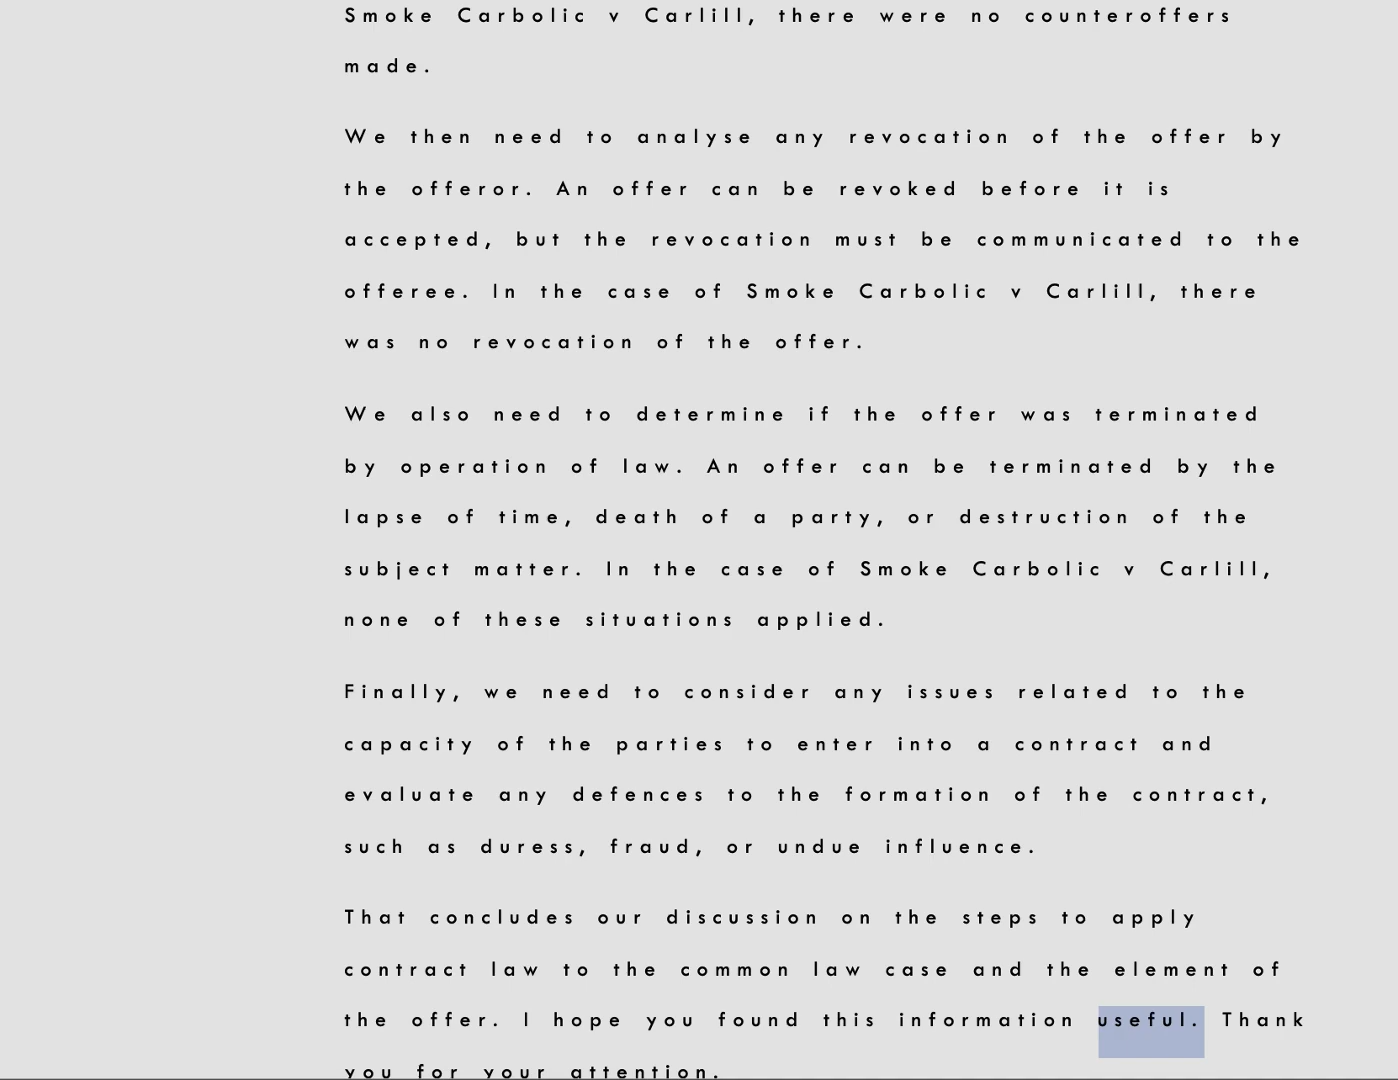 Smoke Carbolic v Carlill, there were no counteroffers
made.
We then need to analyse any revocation of the offer by
the offeror. An offer can be revoked before it is
accepted, but the revocation must be communicated to the
offeree. In the case of Smoke Carbolic v Carlill, there
was no revocation of the offer.
We also need to determine if the offer was terminated
by operation of law. An offer can be terminated by the
lapse of time, death of a party, or destruction of the
subject matter. In the case of Smoke Carbolic v Carlill,
none of these situations applied.
Finally, we need to consider any issues related to the
capacity of the parties to enter into a contract and
evaluate any defences to the formation of the contract,
such as duress, fraud, or undue influence.
That concludes our discussion on the steps to apply
contract law to the common law case and the element of
the offer. I hope you found this information useful. Thank
you for your attention.